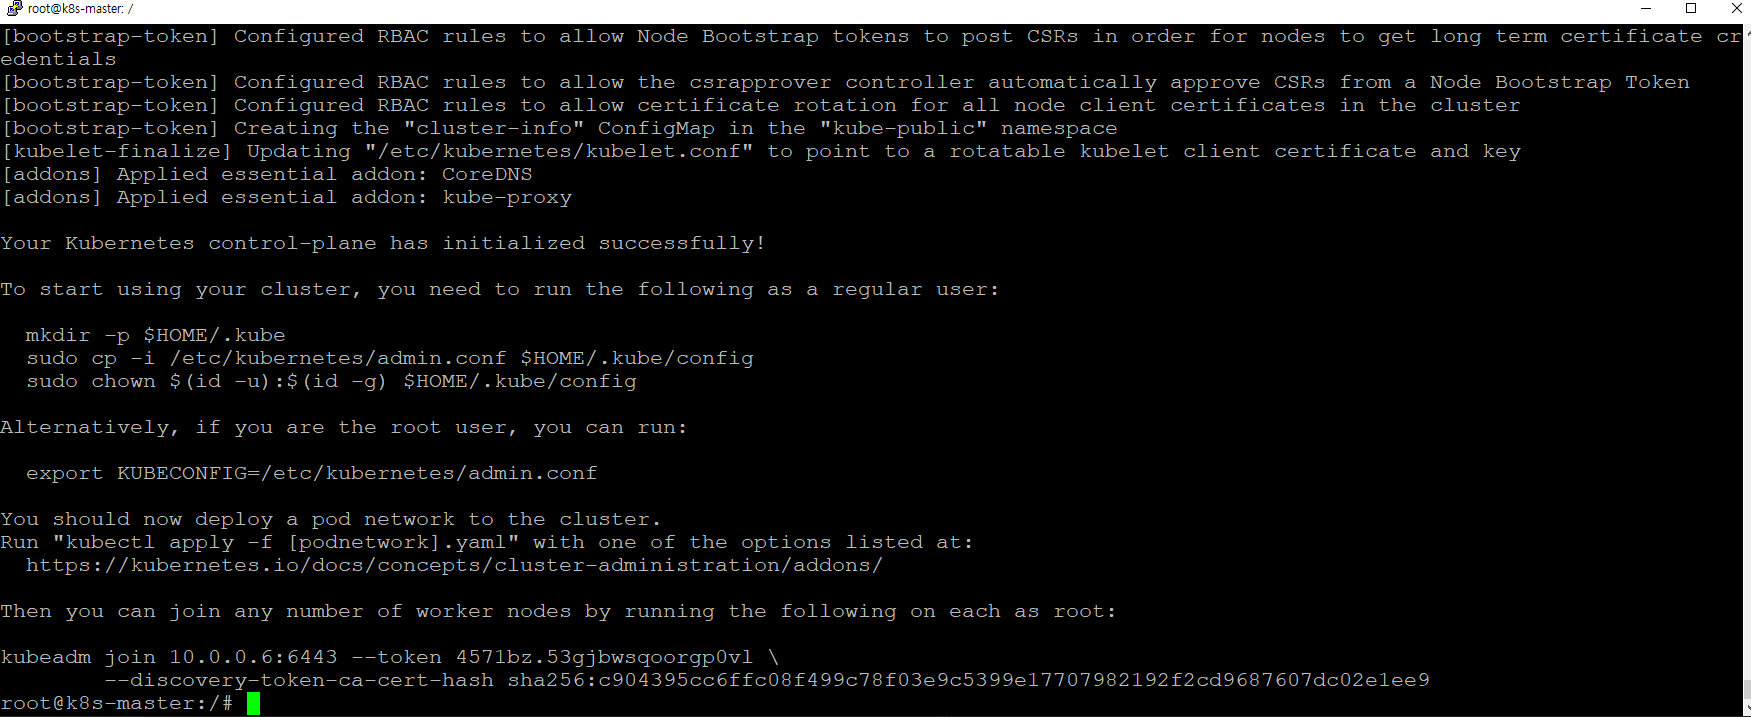 root@k8s-master: /
[bootstrap-token] Configured RBAC rules to allow Node Bootstrap tokens to post CSRs in order for nodes to get long term certificate cr
edentials
[bootstrap-token] Configured RBAC rules to allow the csrapprover controller automatically approve CSRs from a Node Bootstrap Token
[bootstrap-token] Configured RBAC rules to allow certificate rotation for all node client certificates in the cluster
[bootstrap-token] Creating the "cluster-info" ConfigMap in the "kube-public" namespace
[kubelet-finalize] Updating "/etc/kubernetes/kubelet.conf" to point to a rotatable kubelet client certificate and key
[addons] Applied essential addon: CoreDNS
[addons] Applied essential addon: kube-proxy
Your Kubernetes control-plane has initialized successfully!
To start using your cluster, you need to run the following as a regular user:
mkdir -p $HOME/.kube
sudo cp -i /etc/kubernetes/admin.conf $HOME/.kube/config
sudo chown $(id -u):$(id -g) $HOME/.kube/config
Alternatively, if you are the root user, you can run:
export KUBECONFIG=/etc/kubernetes/admin.conf
You should now deploy a pod network to the cluster.
Run "kubectl apply -f [podnetwork].yaml" with one of the options listed at:
https://kubernetes.io/docs/concepts/cluster-administration/addons/
Then you can join any number of worker nodes by running the following on each as root:
kubeadm join 10.0.0.6:6443 --token 4571bz.53gjbwsqoorgp0vl \
--discovery-token-ca-cert-hash sha256:c904395cc6ffc08f499c78f03e9c5399e17707982192f2cd9687607dc02e1ee9
root@k8s-master:/#